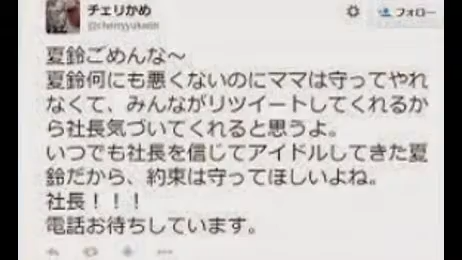 チェリかめ
フォロー
夏鈴ごめんな～
夏鈴何にも悪くないのにママは守ってやれ
なくて、みんながリツイートしてくれるか
ら社長気づいてくれると思うよ。
いつでも社長を信じてアイドルしてきた夏
鈴だから、約束は守ってほしいよね。
社長！！！
電話お待ちしています。